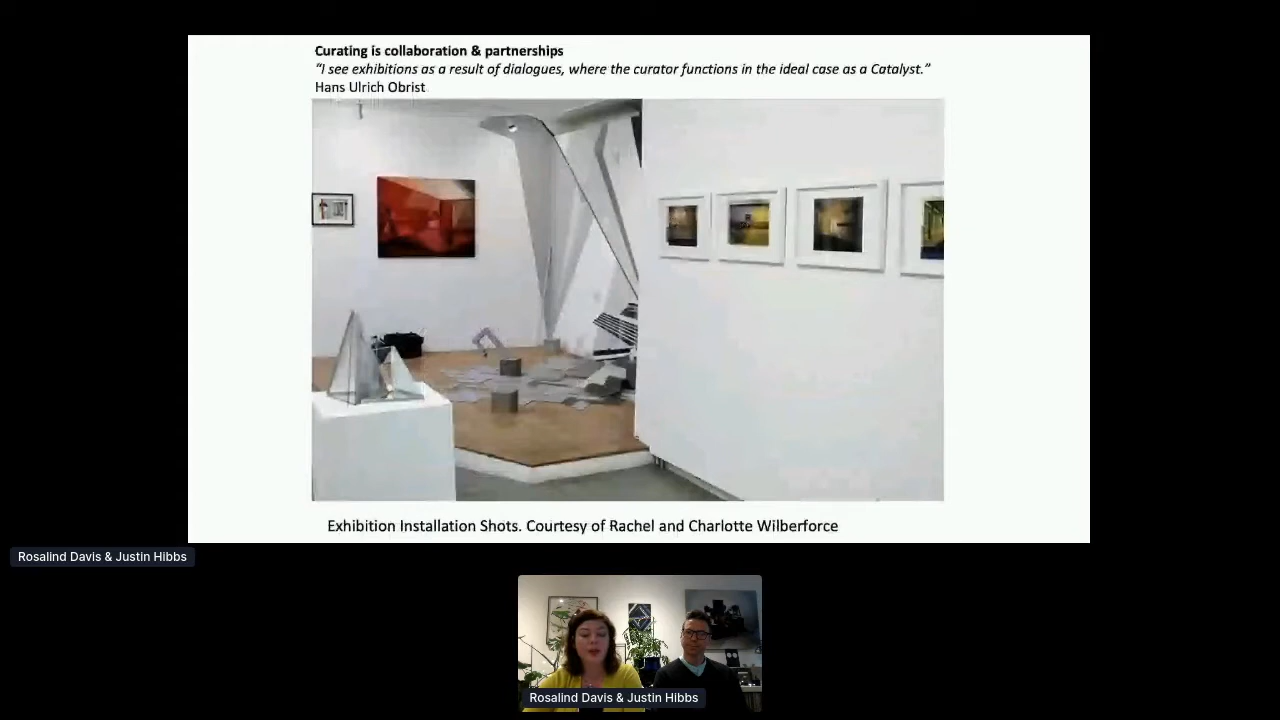 Curating is collaboration & partnerships
“I see exhibitions as a result of dialogues, where the curator functions in the ideal case as a Catalyst.”
Hans Ulrich Obrist
Exhibition Installation Shots. Courtesy of Rachel and Charlotte Wilberforce
Rosalind Davis & Justin Hibbs
Rosalind Davis & Justin Hibbs